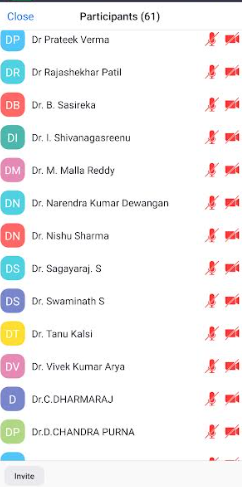 Close Participants (61)
DP Dr Prateek Verma
DR Dr Rajashekhar Patil
DB Dr. B. Sasireka
DI Dr. I. Shivanagasreenu
DM Dr. M. Malla Reddy
DN Dr. Narendra Kumar Dewangan
DN Dr. Nishu Sharma
DS Dr. Sagayaraj. S
DS Dr. Swaminath S
DT Dr. Tanu Kalsi
DV Dr. Vivek Kumar Arya
D Dr.C.DHARMARAJ
DP Dr.D.CHANDRA PURNA
Invite